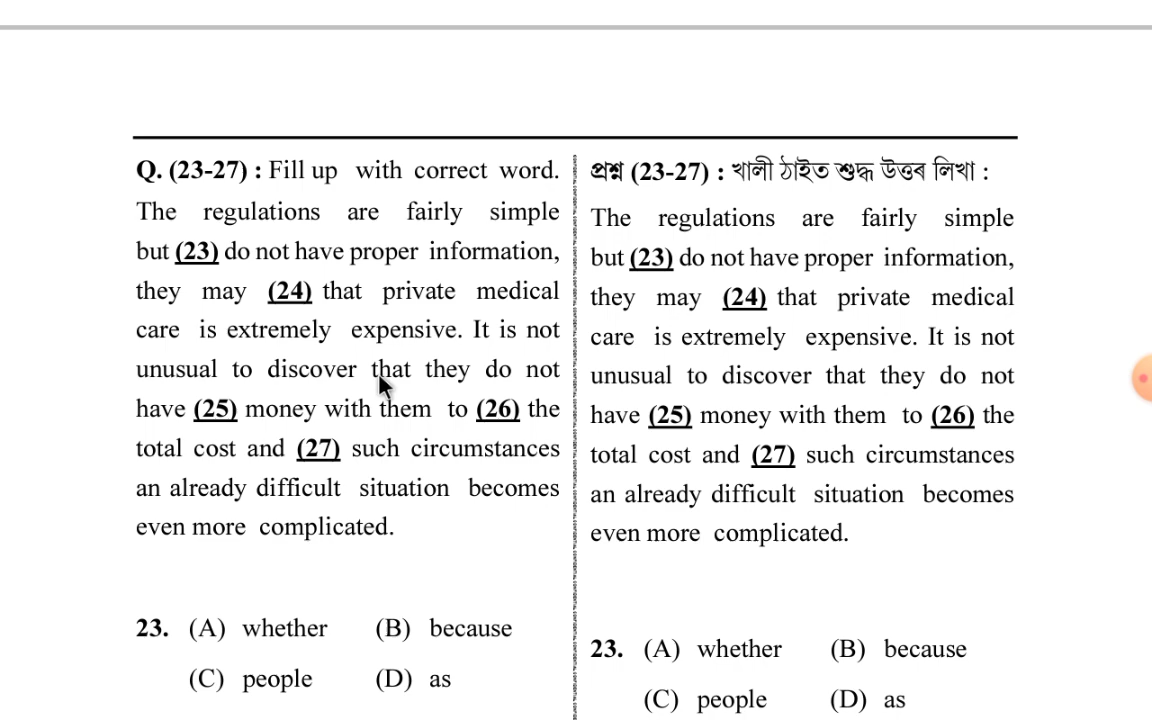 Q. (23-27) : Fill up with correct word.
The regulations are fairly simple
but (23) do not have proper information,
they may (24) that private medical
care is extremely expensive. It is not
unusual to discover that they do not
have (25) money with them to (26) the
total cost and (27) such circumstances
an already difficult situation becomes
even more complicated.
23. (A) whether (B) because
(C) people (D) as
প্ৰশ্ন (23-27) : খালী ঠাইত শুদ্ধ উত্তৰ লিখা :
The regulations are fairly simple
but (23) do not have proper information,
they may (24) that private medical
care is extremely expensive. It is not
unusual to discover that they do not
have (25) money with them to (26) the
total cost and (27) such circumstances
an already difficult situation becomes
even more complicated.
23. (A) whether (B) because
(C) people (D) as